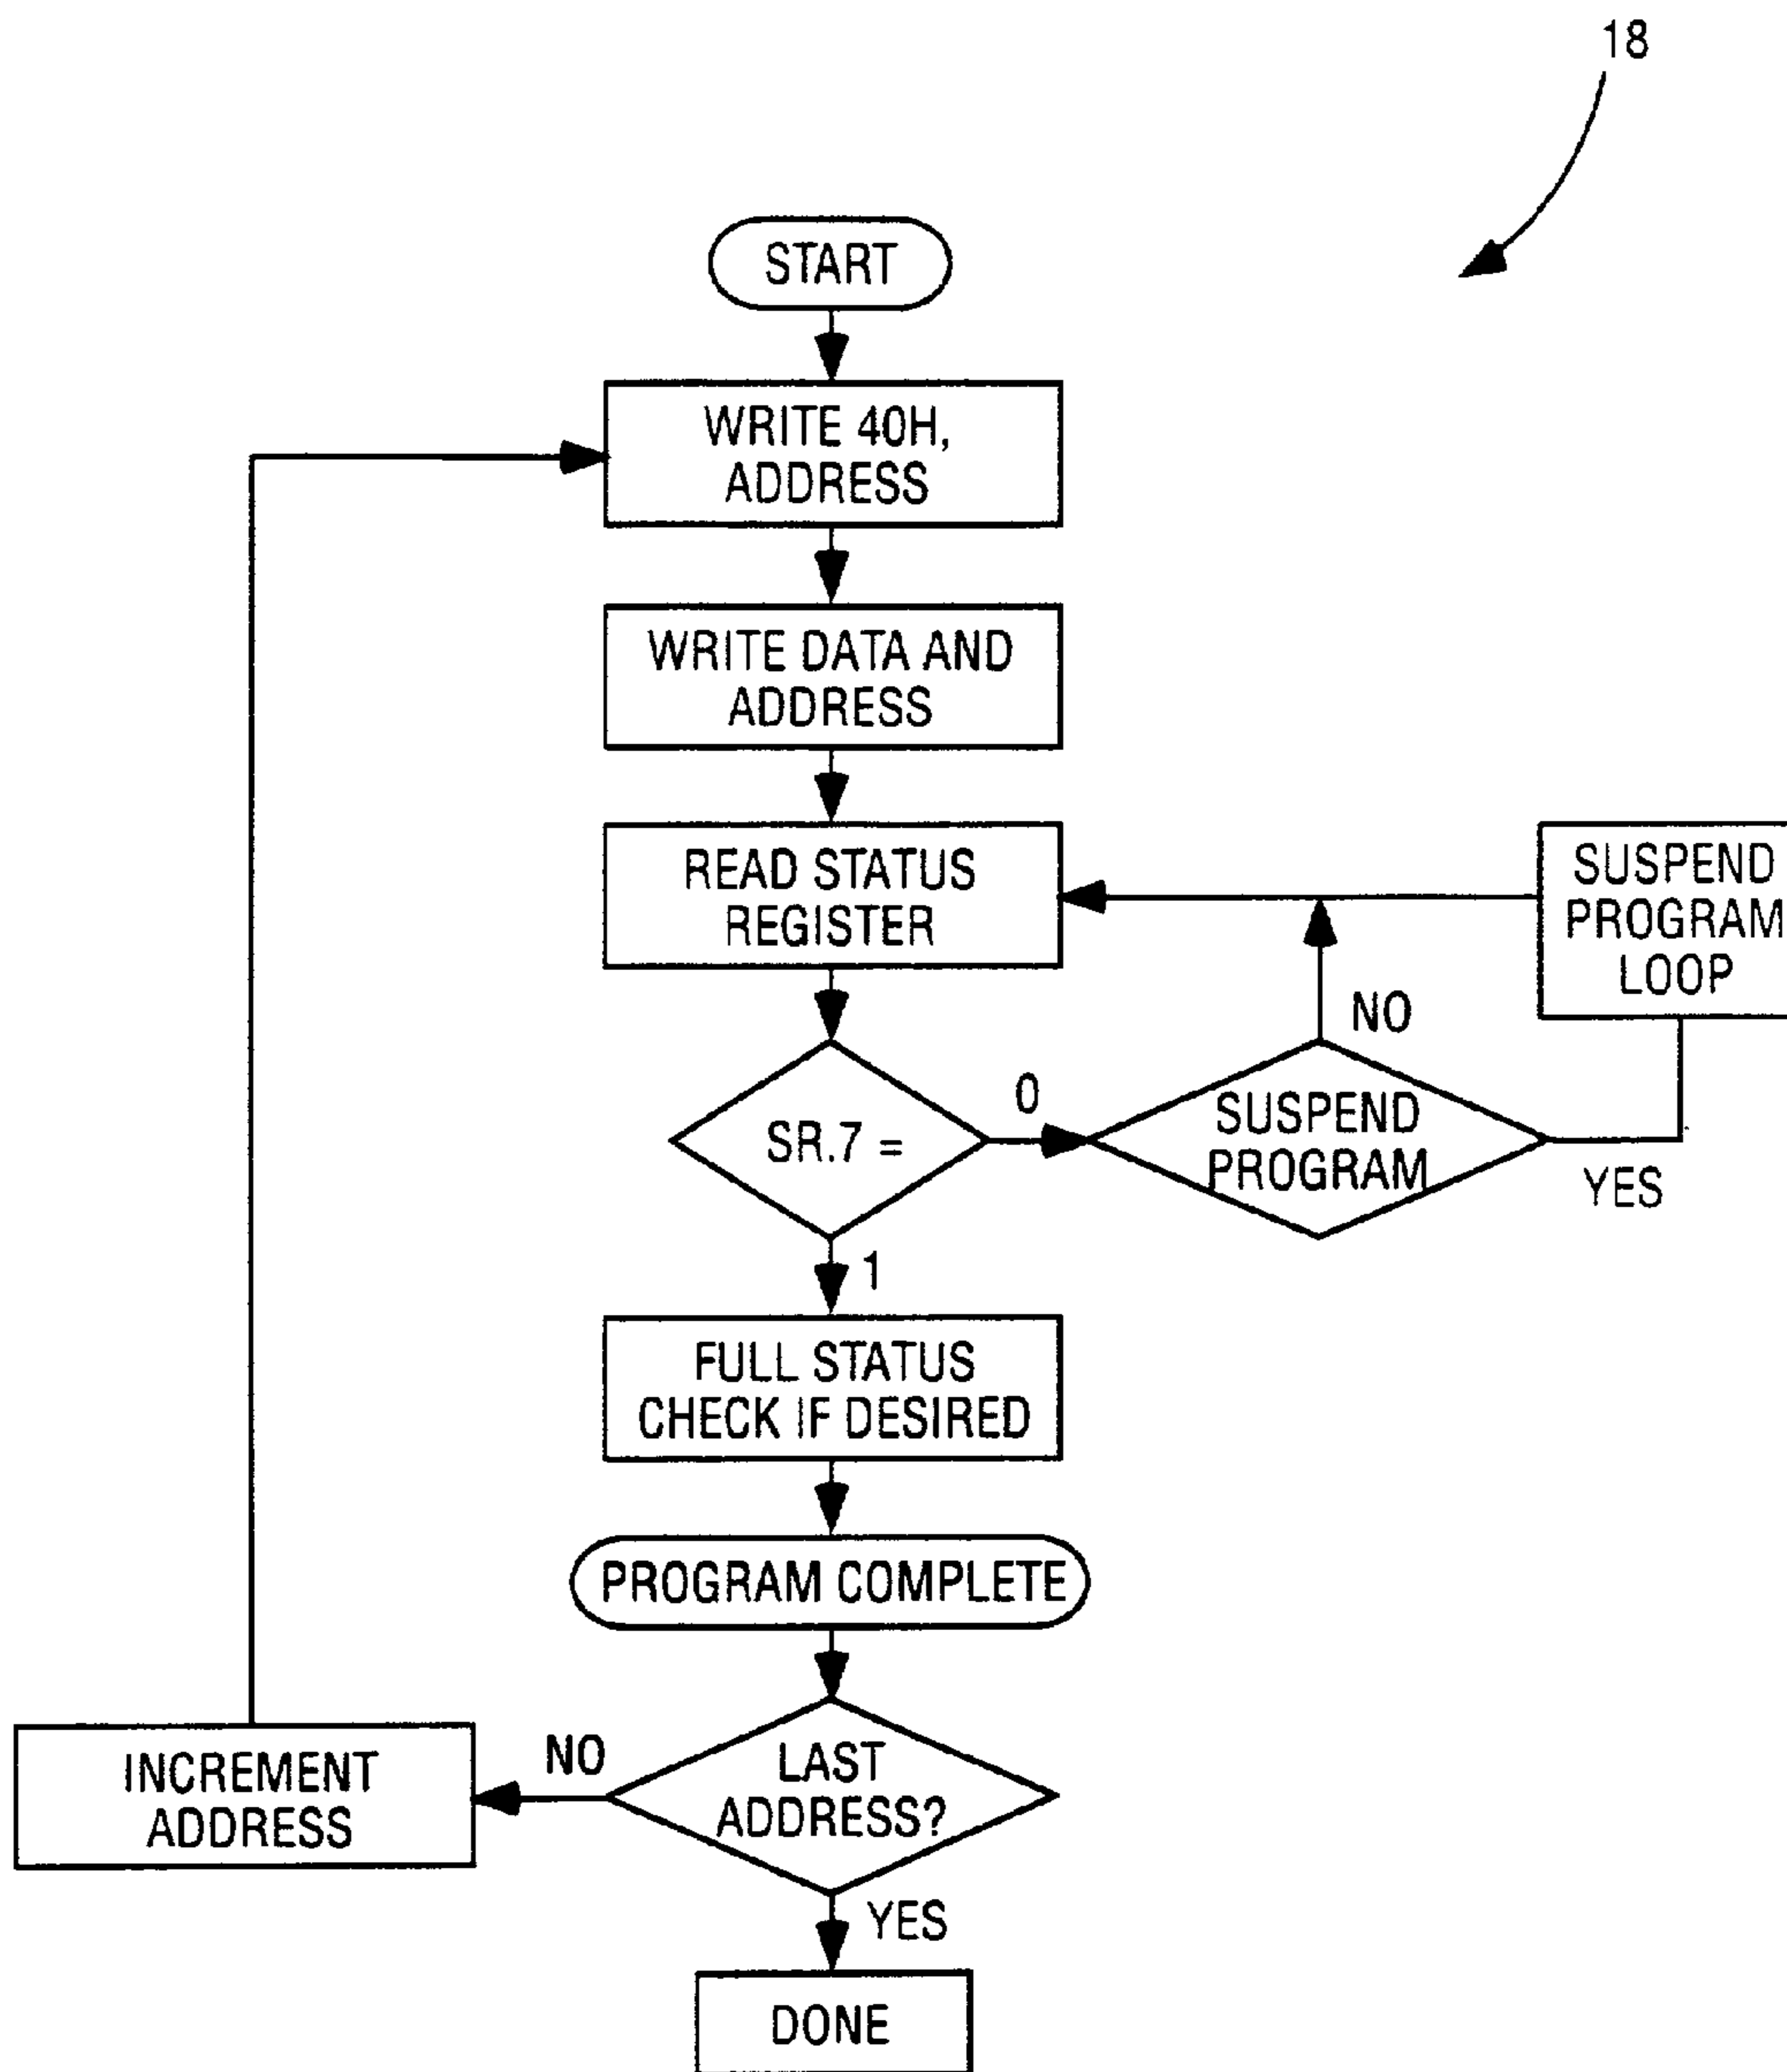 18
START
WRITE 40H,
ADDRESS
WRITE DATA AND
ADDRESS
READ STATUS
REGISTER
SUSPEND
PROGRAM
LOOP
NO
SR.7 =
0
SUSPEND
PROGRAM
YES
1
FULL STATUS
CHECK IF DESIRED
PROGRAM COMPLETE
LAST
ADDRESS?
NO
INCREMENT
ADDRESS
YES
DONE